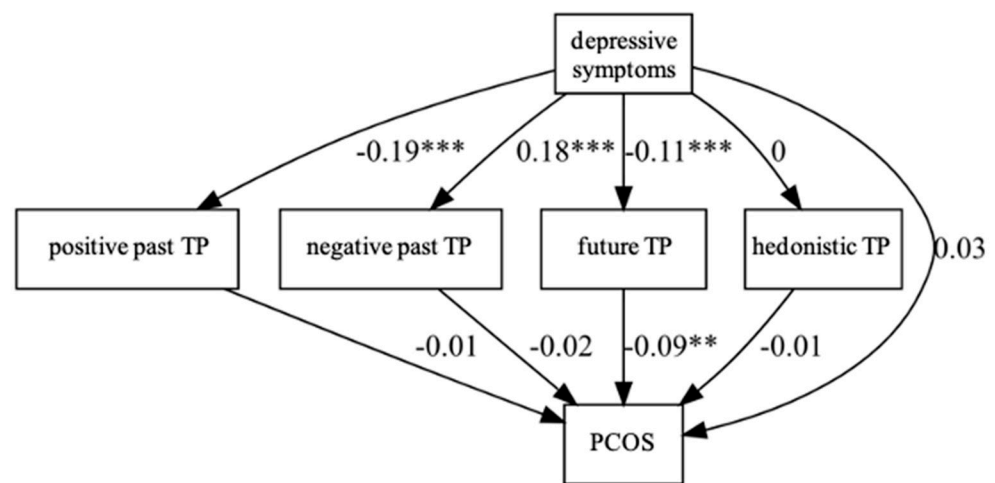 depressive
symptoms
-0.19***
0.18***
-0.11***
0
positive past TP
negative past TP
future TP
hedonistic TP
0.03
-0.01
-0.02
-0.09**
-0.01
PCOS